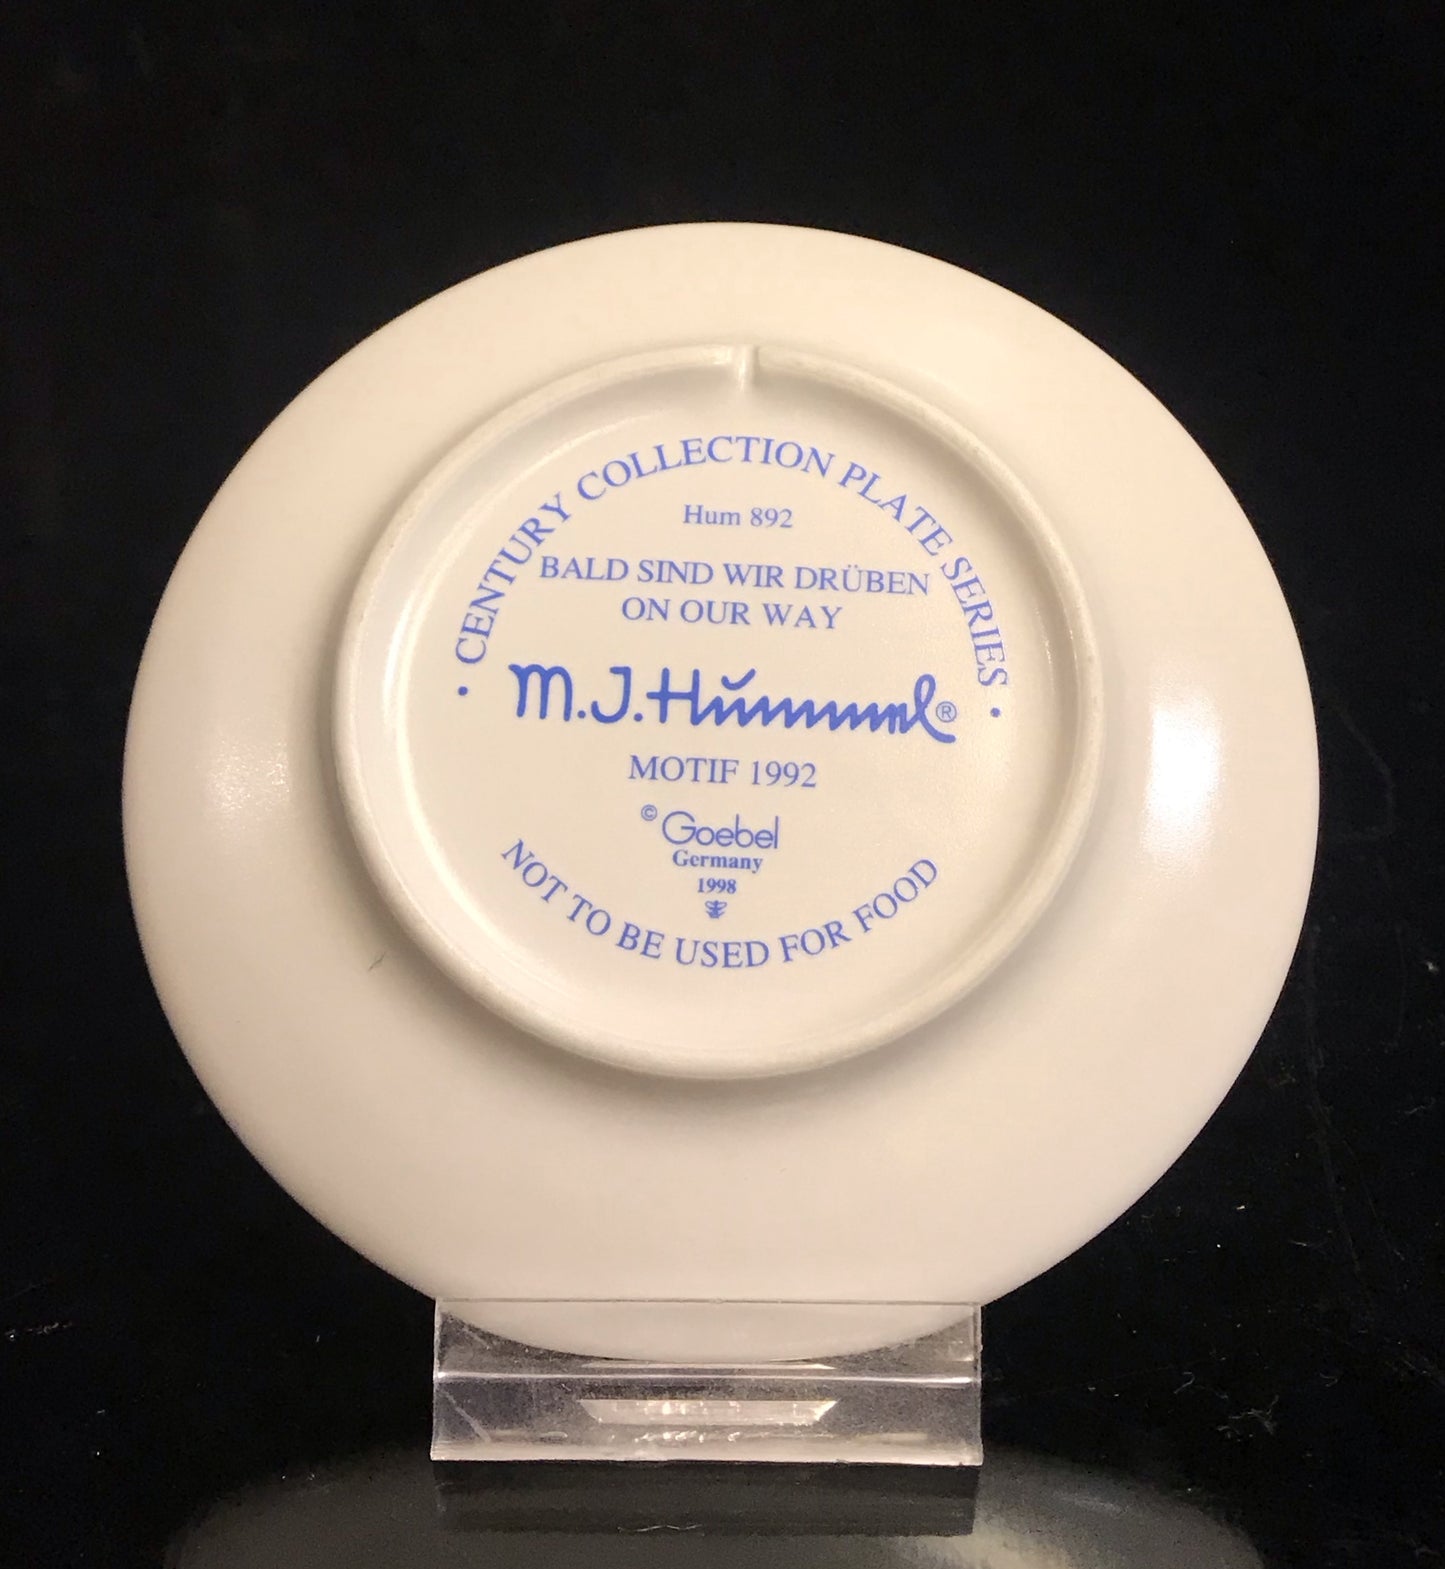 • CENTURY COLLECTION PLATE SERIES •
Hum 892
BALD SIND WIR DRÜBEN
ON OUR WAY
M.J.Hummel®
MOTIF 1992
© Goebel
Germany
1998
NOT TO BE USED FOR FOOD